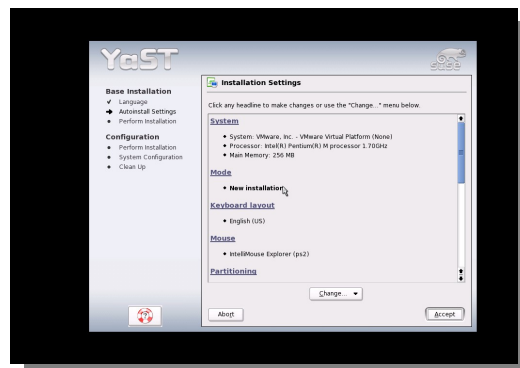 YaST
SUSE
Base Installation
Language
Autoinstall Settings
Perform Installation
Configuration
Perform Installation
System Configuration
Clean Up
Installation Settings
Click any headline to make changes or use the "Change..." menu below.
System
System: VMware, Inc. - VMware Virtual Platform (None)
Processor: Intel(R) Pentium(R) M processor 1.70GHz
Main Memory: 256 MB
Mode
New installation
Keyboard layout
English (US)
Mouse
IntelliMouse Explorer (ps2)
Partitioning
Change...
Abort
Accept